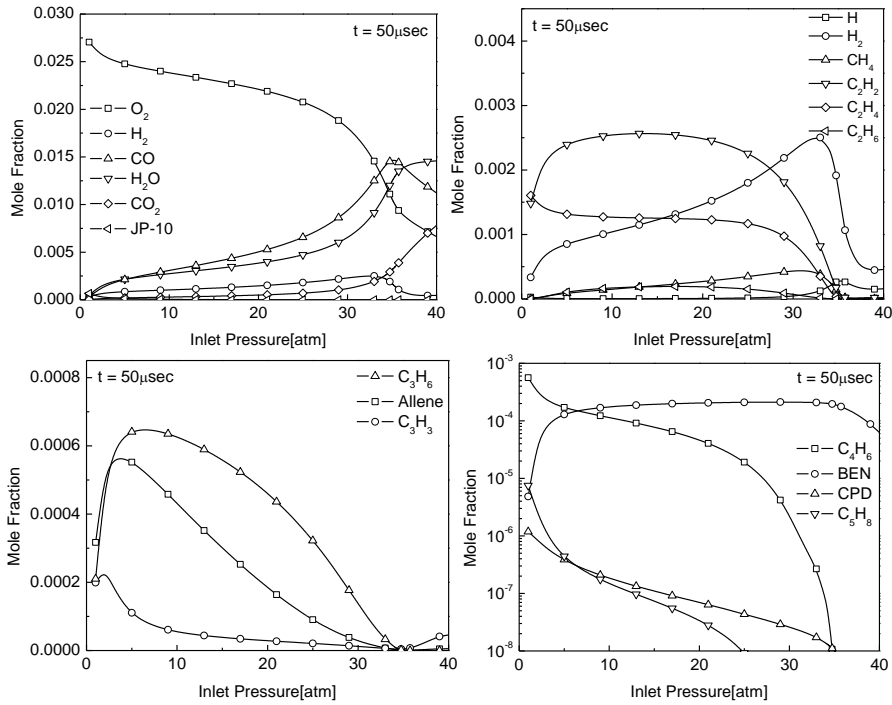 t = 50μsec
0.030
0.025
0.020
0.015
0.010
0.005
0.000
Mole Fraction
O₂
H₂
CO
H₂O
CO₂
JP-10
0 10 20 30 40
Inlet Pressure[atm]
t = 50μsec
0.0045
0.0036
0.0024
0.0012
0.0000
Mole Fraction
H
H₂
CH₄
C₂H₂
C₂H₄
C₂H₆
0 10 20 30 40
Inlet Pressure[atm]
t = 50μsec
0.0008
0.0006
0.0004
0.0002
0.0000
Mole Fraction
C₃H₆
Allene
C₃H₃
0 10 20 30 40
Inlet Pressure[atm]
t = 50μsec
10⁻³
10⁻⁴
10⁻⁵
10⁻⁶
10⁻⁷
10⁻⁸
Mole Fraction
C₄H₆
BEN
CPD
C₅H₈
0 10 20 30 40
Inlet Pressure[atm]